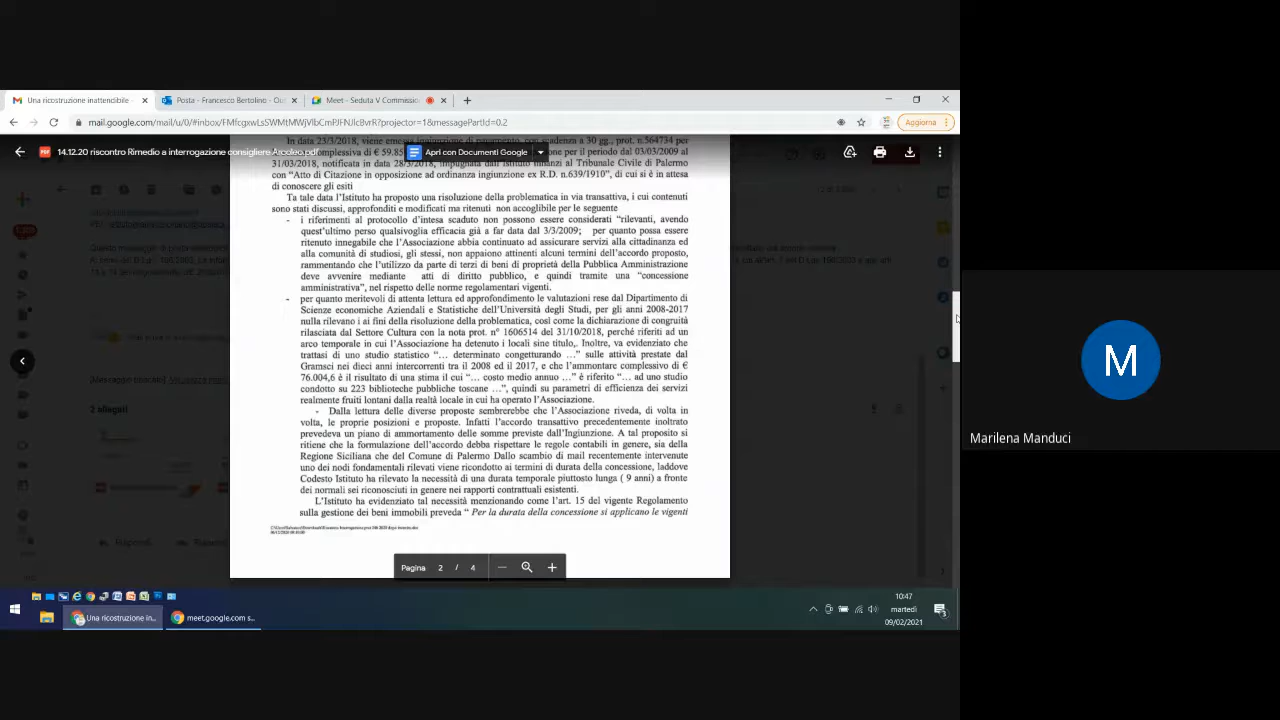 Una ricostruzione inattendibile -
Posta - Francesco Bertolino - Ou
Meet - Seduta V Commissio
mail.google.com/mail/u/0/#inbox/FMfcgxwLsSWMtMWjVlbCmPJFNJlc8vrR?projector=1&messagePartId=0.2
Aggiorna
14.12.20 riscontro Rimedio a interrogazione consigliere Arcoleo.pdf
Apri con Documenti Google
In data 23/3/2018, viene emessa ingiunzione di pagamento, con scadenza a 30 gg., prot. n.564734 per
complessiva di € 59.85
one per il periodo dal 03/03/2009 al
31/03/2018, notificata in data 28/3/2018, impugnata dall'Istituto innanzi al Tribunale Civile di Palermo
con "Atto di Citazione in opposizione ad ordinanza ingiunzione ex R.D. n.639/1910", di cui si è in attesa
di conoscere gli esiti
Ta tale data l'Istituto ha proposto una risoluzione della problematica in via transattiva, i cui contenuti
sono stati discussi, approfonditi e modificati ma ritenuti non accoglibile per le seguente
- i riferimenti al protocollo d'intesa scaduto non possono essere considerati "rilevanti, avendo
quest'ultimo perso qualsivoglia efficacia già a far data dal 3/3/2009; per quanto possa essere
ritenuto innegabile che l'Associazione abbia continuato ad assicurare servizi alla cittadinanza ed
alla comunità di studiosi, gli stessi, non appaiono attinenti alcuni termini dell'accordo proposto,
rammentando che l'utilizzo da parte di terzi di beni di proprietà della Pubblica Amministrazione
deve avvenire mediante atti di diritto pubblico, e quindi tramite una "concessione
amministrativa", nel rispetto delle norme regolamentari vigenti.
- per quanto meritevoli di attenta lettura ed approfondimento le valutazioni rese dal Dipartimento di
Scienze economiche Aziendali e Statistiche dell'Università degli Studi, per gli anni 2008-2017
nulla rilevano i ai fini della risoluzione della problematica, così come la dichiarazione di congruità
rilasciata dal Settore Cultura con la nota prot. n° 1606514 del 31/10/2018, perché riferiti ad un
arco temporale in cui l'Associazione ha detenuto i locali sine titulo,. Inoltre, va evidenziato che
trattasi di uno studio statistico "... determinato congetturando ..." sulle attività prestate dal
Gramsci nei dieci anni intercorrenti tra il 2008 ed il 2017, e che l'ammontare complessivo di €
76.004,6 è il risultato di una stima il cui "... costo medio annuo ..." è riferito "... ad uno studio
condotto su 223 biblioteche pubbliche toscane ...", quindi su parametri di efficienza dei servizi
realmente fruiti lontani dalla realtà locale in cui ha operato l'Associazione.
- Dalla lettura delle diverse proposte sembrerebbe che l'Associazione riveda, di volta in
volta, le proprie posizioni e proposte. Infatti l'accordo transattivo precedentemente inoltrato
prevedeva un piano di ammortamento delle somme previste dall'Ingiunzione. A tal proposito si
ritiene che la formulazione dell'accordo debba rispettare le regole contabili in genere, sia della
Regione Siciliana che del Comune di Palermo Dallo scambio di mail recentemente intervenute
uno dei nodi fondamentali rilevati viene ricondotto ai termini di durata della concessione, laddove
Codesto Istituto ha rilevato la necessità di una durata temporale piuttosto lunga ( 9 anni) a fronte
dei normali sei riconosciuti in genere nei rapporti contrattuali esistenti.
L'Istituto ha evidenziato tal necessità menzionando come l'art. 15 del vigente Regolamento
sulla gestione dei beni immobili preveda " Per la durata della concessione si applicano le vigenti
Pagina 2 / 4
2 allegati
Rispondi
Una ricostruzione in...
meet.google.com s...
10:47
martedì
09/02/2021
M
Marilena Manduci